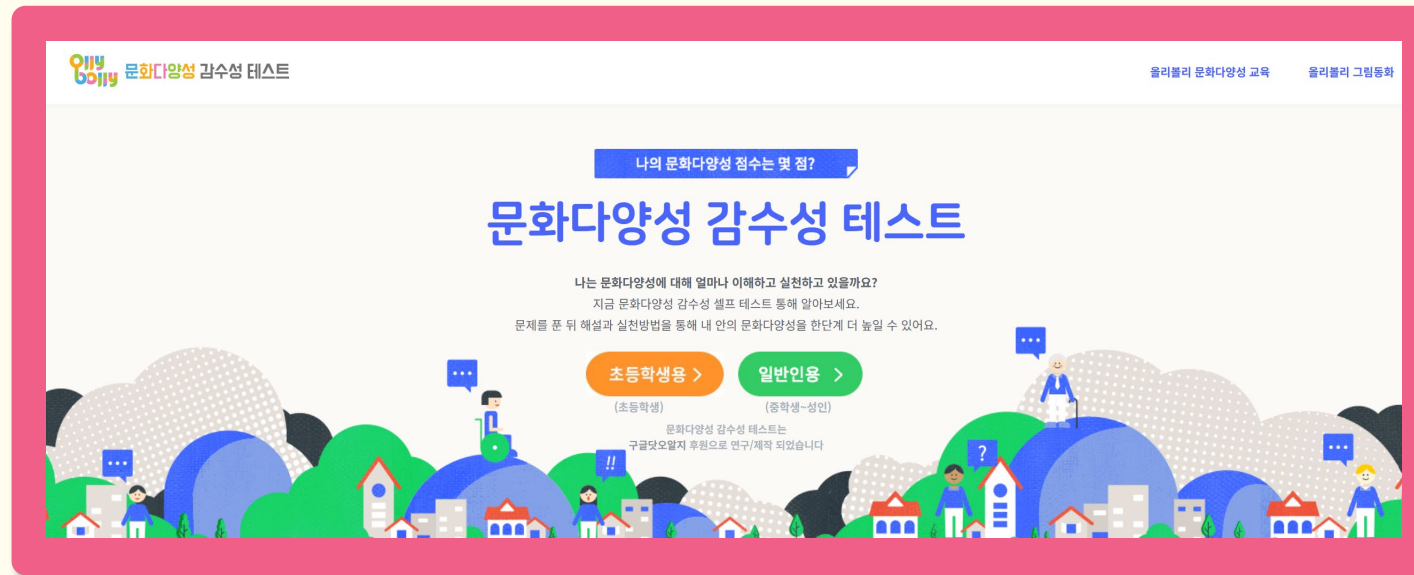 olly bolly 문화다양성 감수성 테스트
올리볼리 문화다양성 교육 올리볼리 그림동화
나의 문화다양성 점수는 몇 점?
문화다양성 감수성 테스트
나는 문화다양성에 대해 얼마나 이해하고 실천하고 있을까요?
지금 문화다양성 감수성 셀프 테스트 통해 알아보세요.
문제를 푼 뒤 해설과 실천방법을 통해 내 안의 문화다양성을 한단계 더 높일 수 있어요.
초등학생용 > 일반인용 >
(초등학생) (중학생~성인)
문화다양성 감수성 테스트는
구글닷오알지 후원으로 연구/제작 되었습니다
...
...
...
...
!!
?